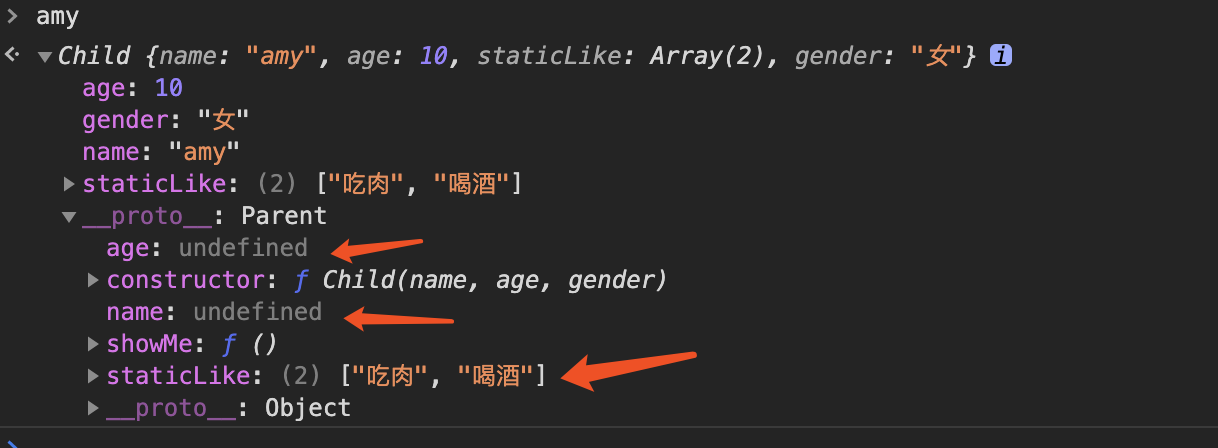 > amy
Child {name: "amy", age: 10, staticLike: Array(2), gender: "女"} i
age: 10
gender: "女"
name: "amy"
staticLike: (2) ["吃肉", "喝酒"]
__proto__: Parent
age: undefined
constructor: ƒ Child(name, age, gender)
name: undefined
showMe: ƒ ()
staticLike: (2) ["吃肉", "喝酒"]
__proto__: Object